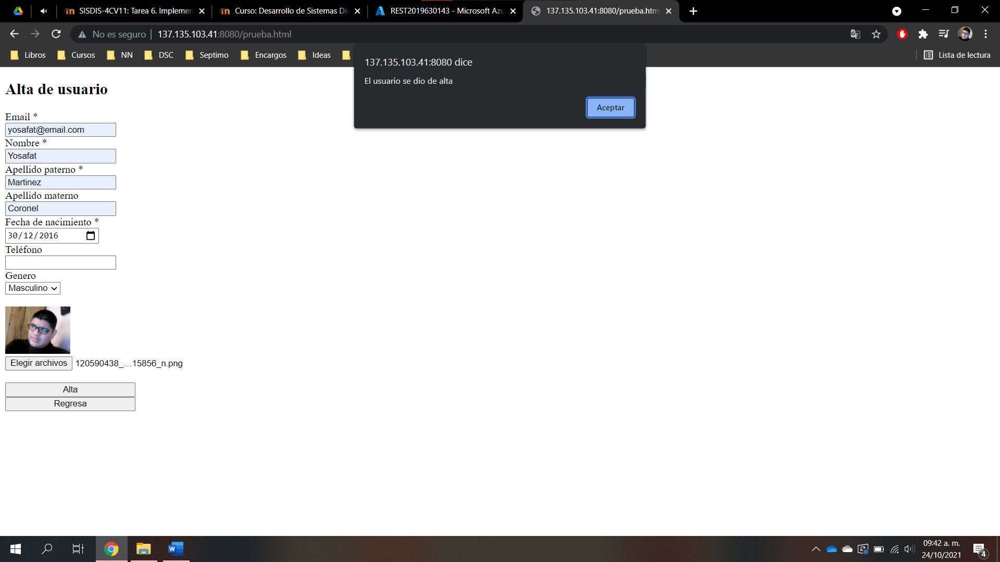 SISDIS-4CV11: Tarea 6. Implemen
Curso: Desarrollo de Sistemas Dis
REST2019630143 - Microsoft Azu
137.135.103.41:8080/prueba.html
No es seguro | 137.135.103.41:8080/prueba.html
Libros Cursos NN DSC Septimo Encargos Ideas Lista de lectura
137.135.103.41:8080 dice
El usuario se dio de alta
Aceptar
Alta de usuario
Email *
yosafat@email.com
Nombre *
Yosafat
Apellido paterno *
Martinez
Apellido materno
Coronel
Fecha de nacimiento *
30/12/2016
Teléfono
Genero
Masculino
Elegir archivos 120590438_...15856_n.png
Alta
Regresa
09:42 a. m.
24/10/2021
4